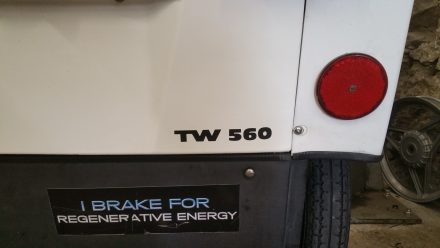 TW 560
I BRAKE FOR
REGENERATIVE ENERGY